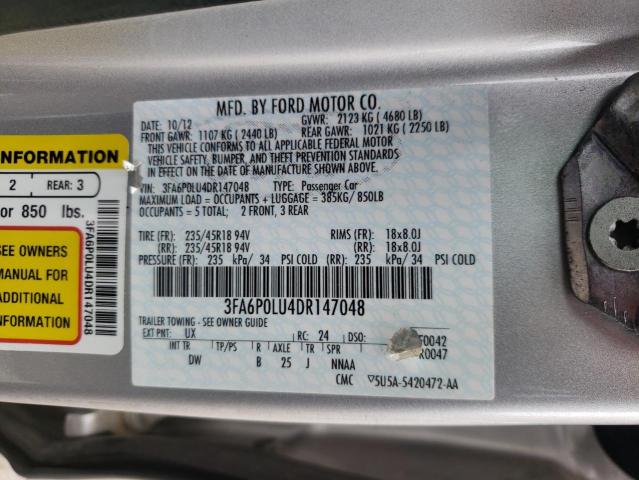 MFD. BY FORD MOTOR CO.
DATE: 10/12 GVWR: 2123 KG ( 4680 LB)
FRONT GAWR: 1107 KG ( 2440 LB) REAR GAWR: 1021 KG ( 2250 LB)
THIS VEHICLE CONFORMS TO ALL APPLICABLE FEDERAL MOTOR
VEHICLE SAFETY, BUMPER, AND THEFT PREVENTION STANDARDS
IN EFFECT ON THE DATE OF MANUFACTURE SHOWN ABOVE.
VIN: 3FA6P0LU4DR147048 TYPE: Passenger Car
MAXIMUM LOAD = OCCUPANTS + LUGGAGE = 385KG/ 850LB
OCCUPANTS = 5 TOTAL; 2 FRONT, 3 REAR
TIRE (FR): 235/45R18 94V RIMS (FR): 18x8.0J
(RR): 235/45R18 94V (RR): 18x8.0J
PRESSURE (FR): 235 kPa/ 34 PSI COLD (RR): 235 kPa/ 34 PSI COLD
3FA6P0LU4DR147048
TRAILER TOWING - SEE OWNER GUIDE
EXT PNT: UX RC: 24 DSO: F0042
INT TR TP/PS R AXLE TR SPR R0047
DW B 25 J NNAA
CMC ▽5U5A-5420472-AA
INFORMATION
2 REAR: 3
or 850 lbs.
SEE OWNERS
MANUAL FOR
ADDITIONAL
INFORMATION
3FA6P0LU4DR147048